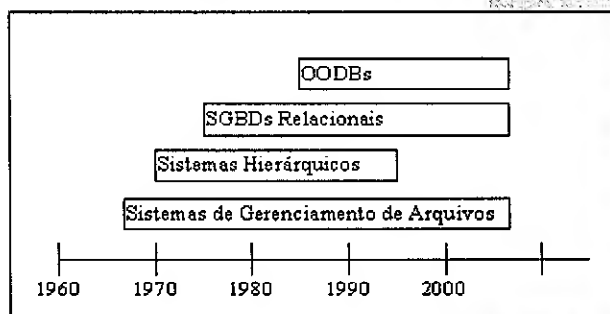 OODBs
SGBDs Relacionais
Sistemas Hierárquicos
Sistemas de Gerenciamento de Arquivos
1960 1970 1980 1990 2000